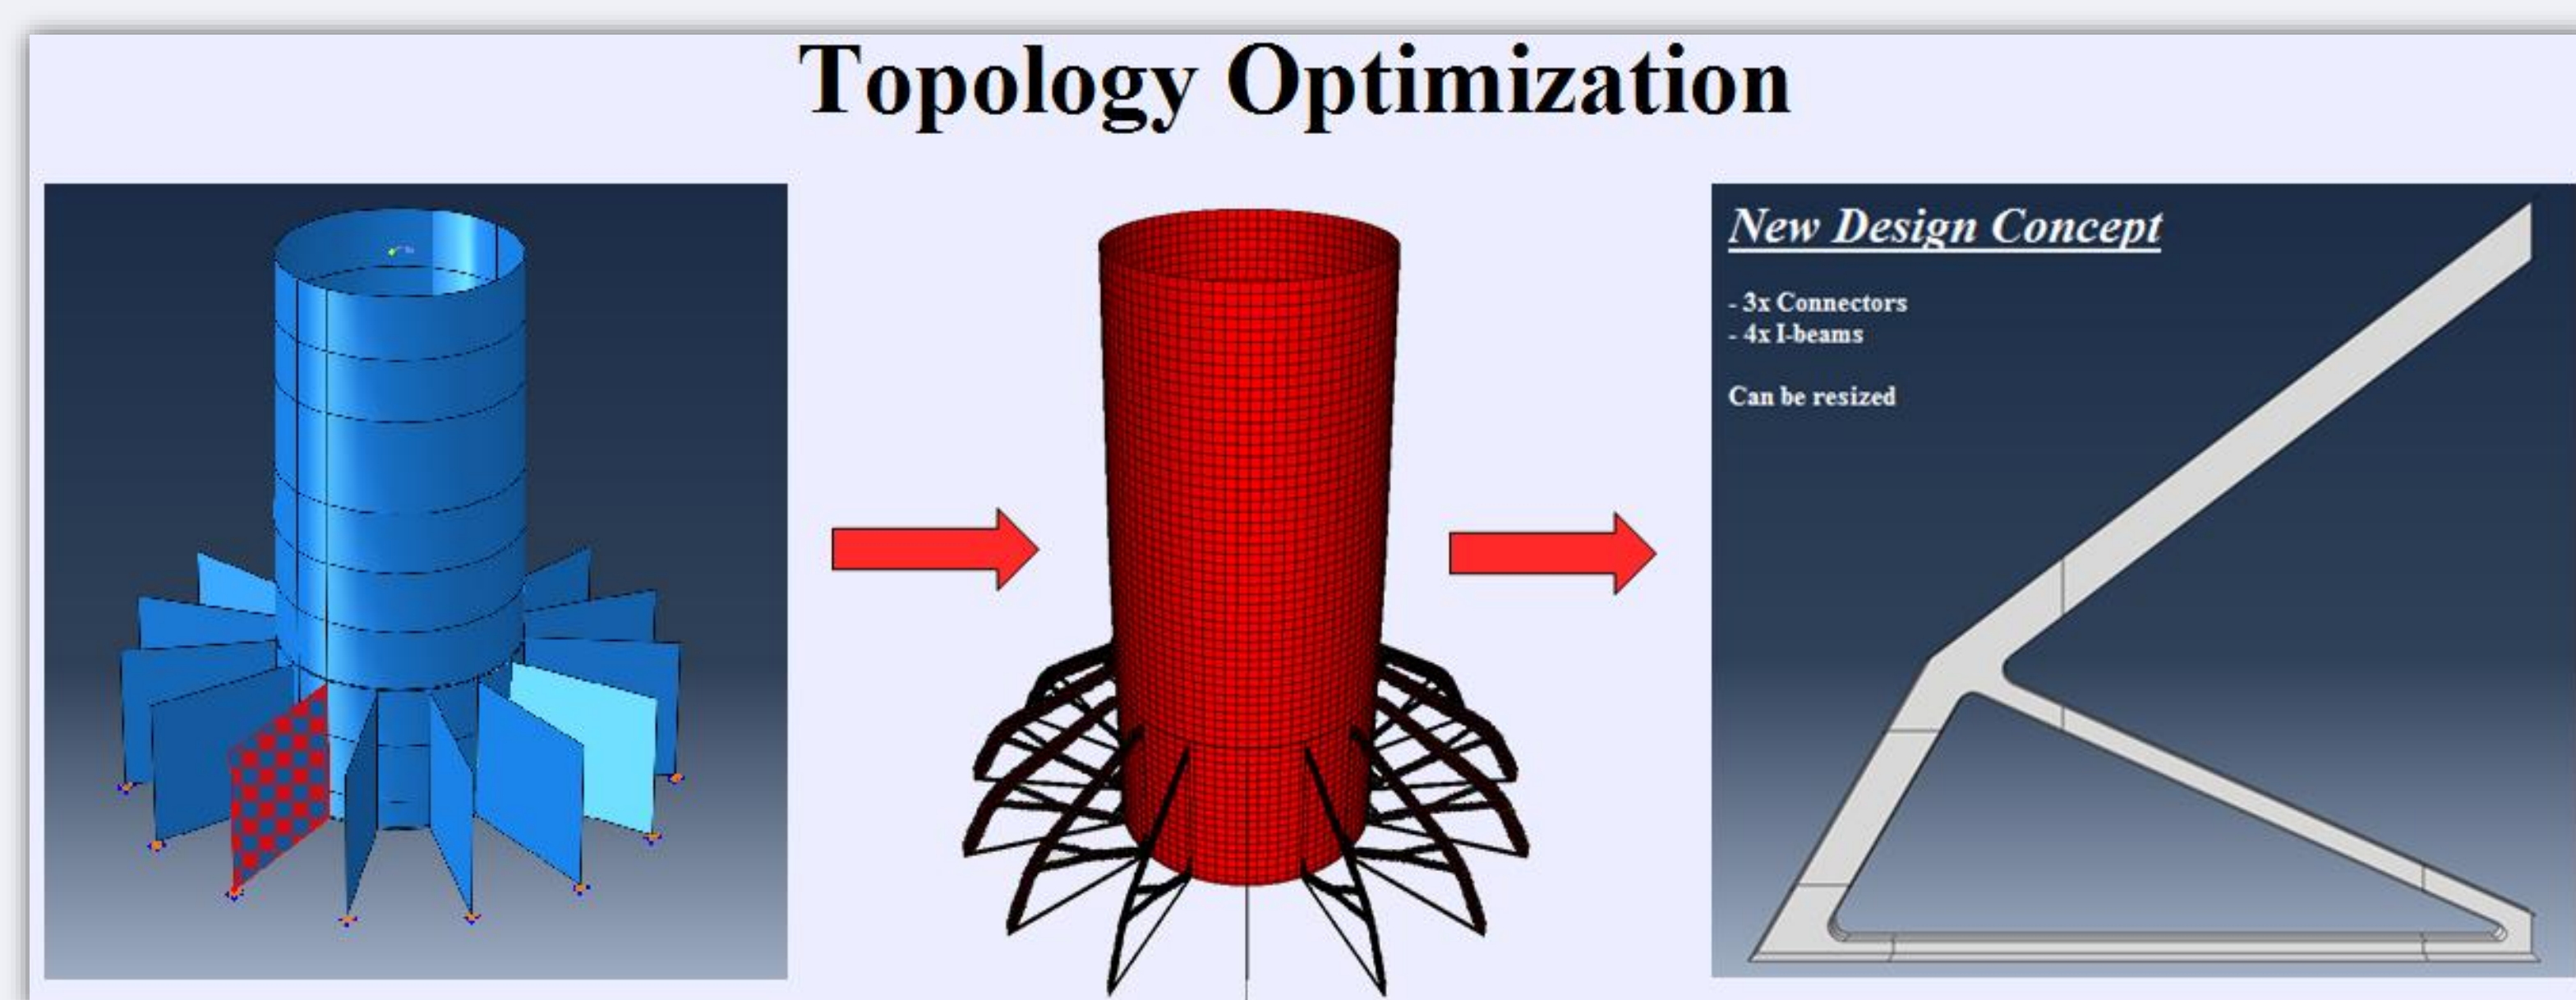 Topology Optimization
New Design Concept
- 3x Connectors
- 4x I-beams
Can be resized